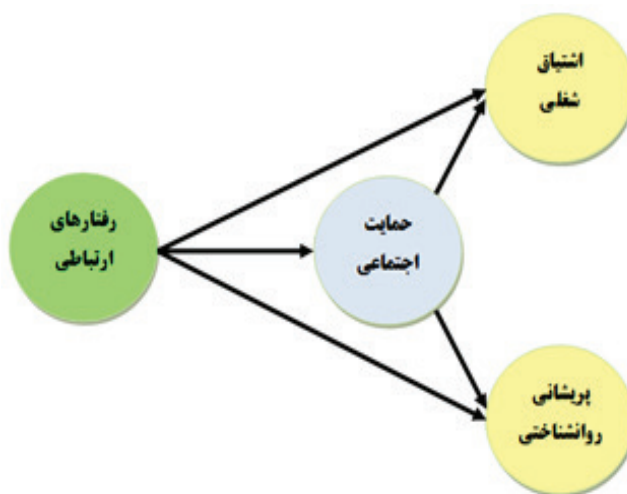 اشتیاق
شغلی
رفتارهای
ارتباطی
حمایت
اجتماعی
پریشانی
روانشناختی